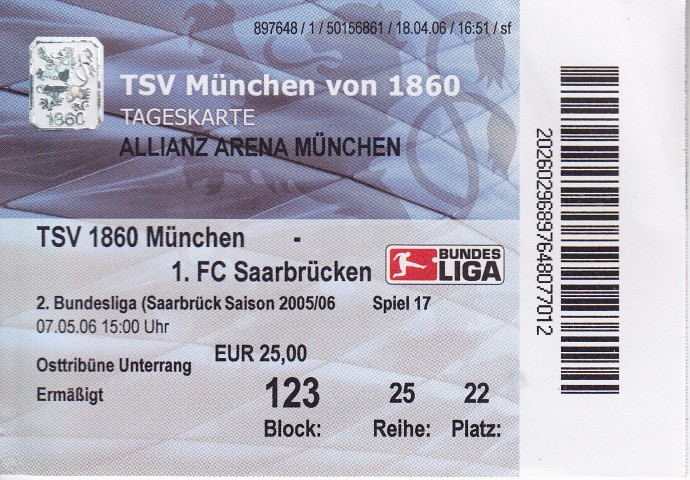 897648 / 1 / 50156861 / 18.04.06 / 16:51 / sf
1860
TSV München von 1860
TAGESKARTE
ALLIANZ ARENA MÜNCHEN
TSV 1860 München -
1. FC Saarbrücken
BUNDES
LIGA
2. Bundesliga (Saarbrück Saison 2005/06 Spiel 17
07.05.06 15:00 Uhr
Osttribüne Unterrang EUR 25,00
Ermäßigt 123 25 22
Block: Reihe: Platz:
20260296897648077012